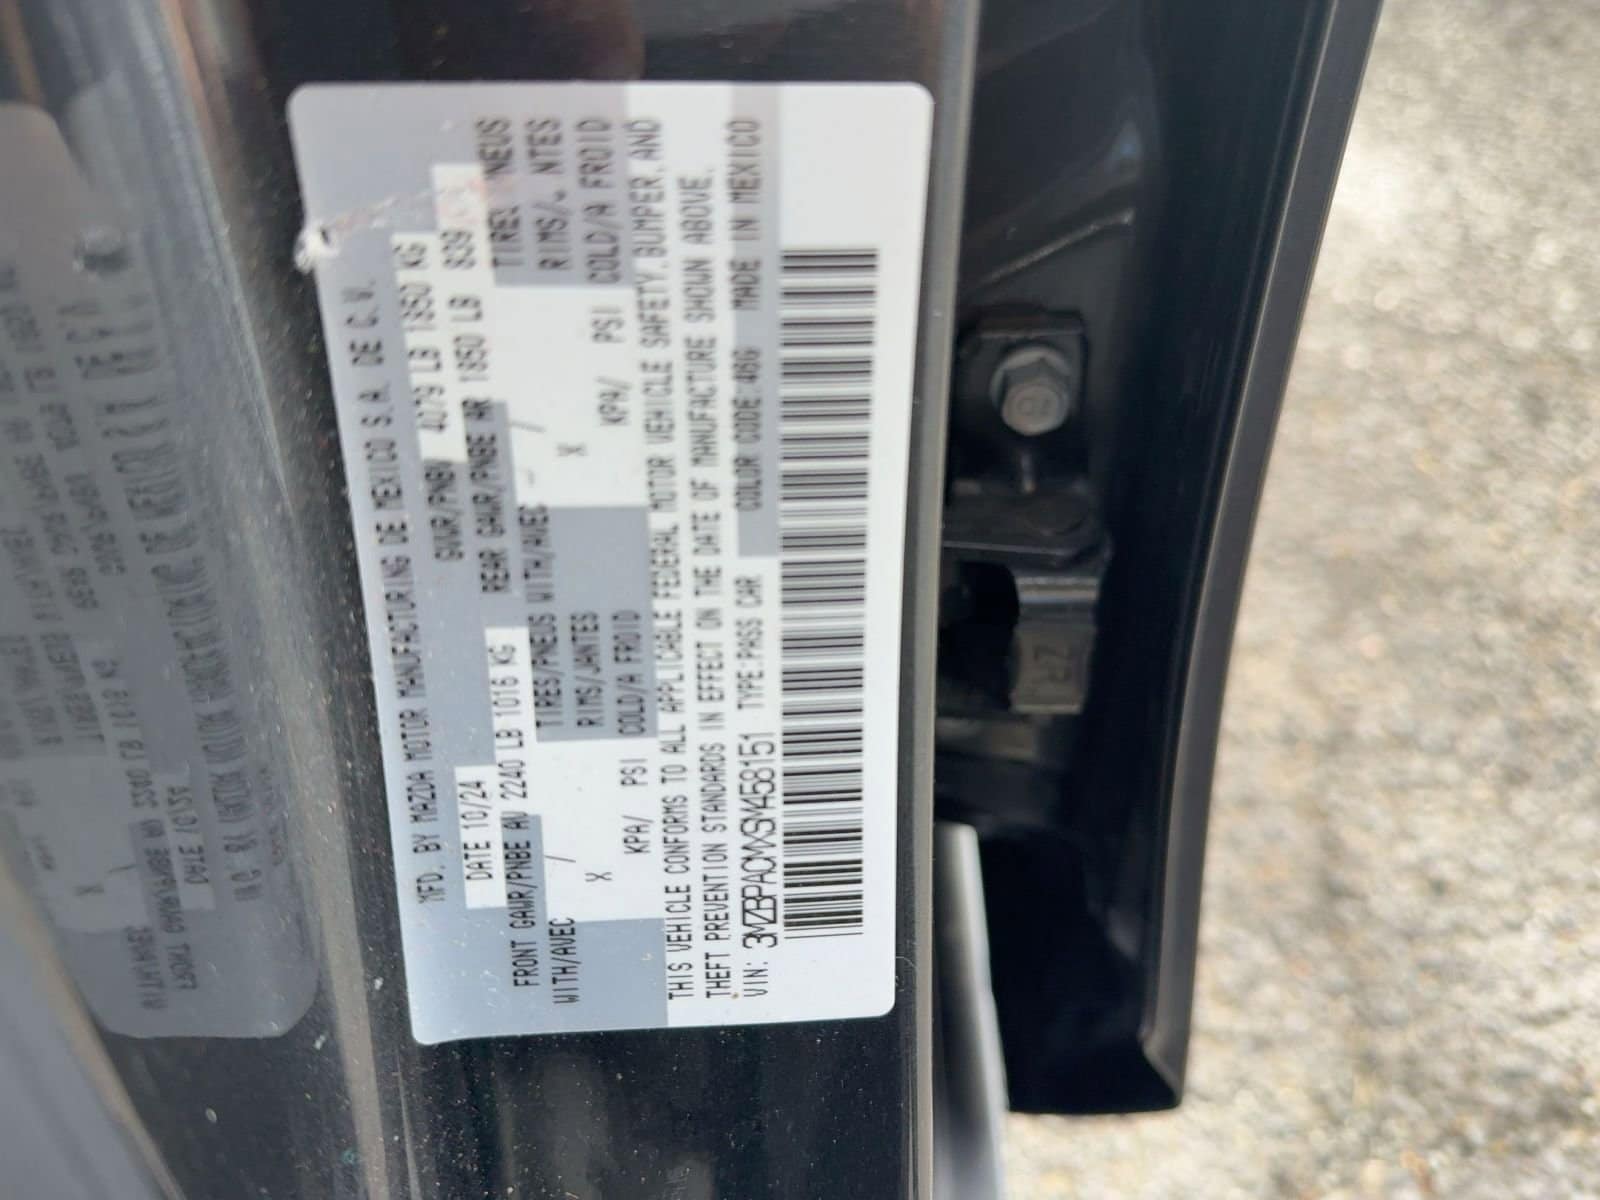 MFD. BY MAZDA MOTOR MANUFACTURING DE MEXICO S.A. DE C.V.
DATE 10/24 GVWR/PNBV 4079 LB 1850 KG
FRONT GAWR/PNBE AV 2240 LB 1016 KG REAR GAWR/PNBE AR 1850 LB 839
WITH/AVEC / TIRES/PNEUS WITH/AVEC / NEUS
X RIMS/JANTES X RIMS/ NTES
KPA/ PSI COLD/A FROID KPA/ PSI COLD/A FROID
THIS VEHICLE CONFORMS TO ALL APPLICABLE FEDERAL MOTOR VEHICLE SAFETY, BUMPER, AND
THEFT PREVENTION STANDARDS IN EFFECT ON THE DATE OF MANUFACTURE SHOWN ABOVE.
VIN: 3MZBPACMXSM458151 TYPE:PASS CAR COLOR CODE:46G MADE IN MEXICO